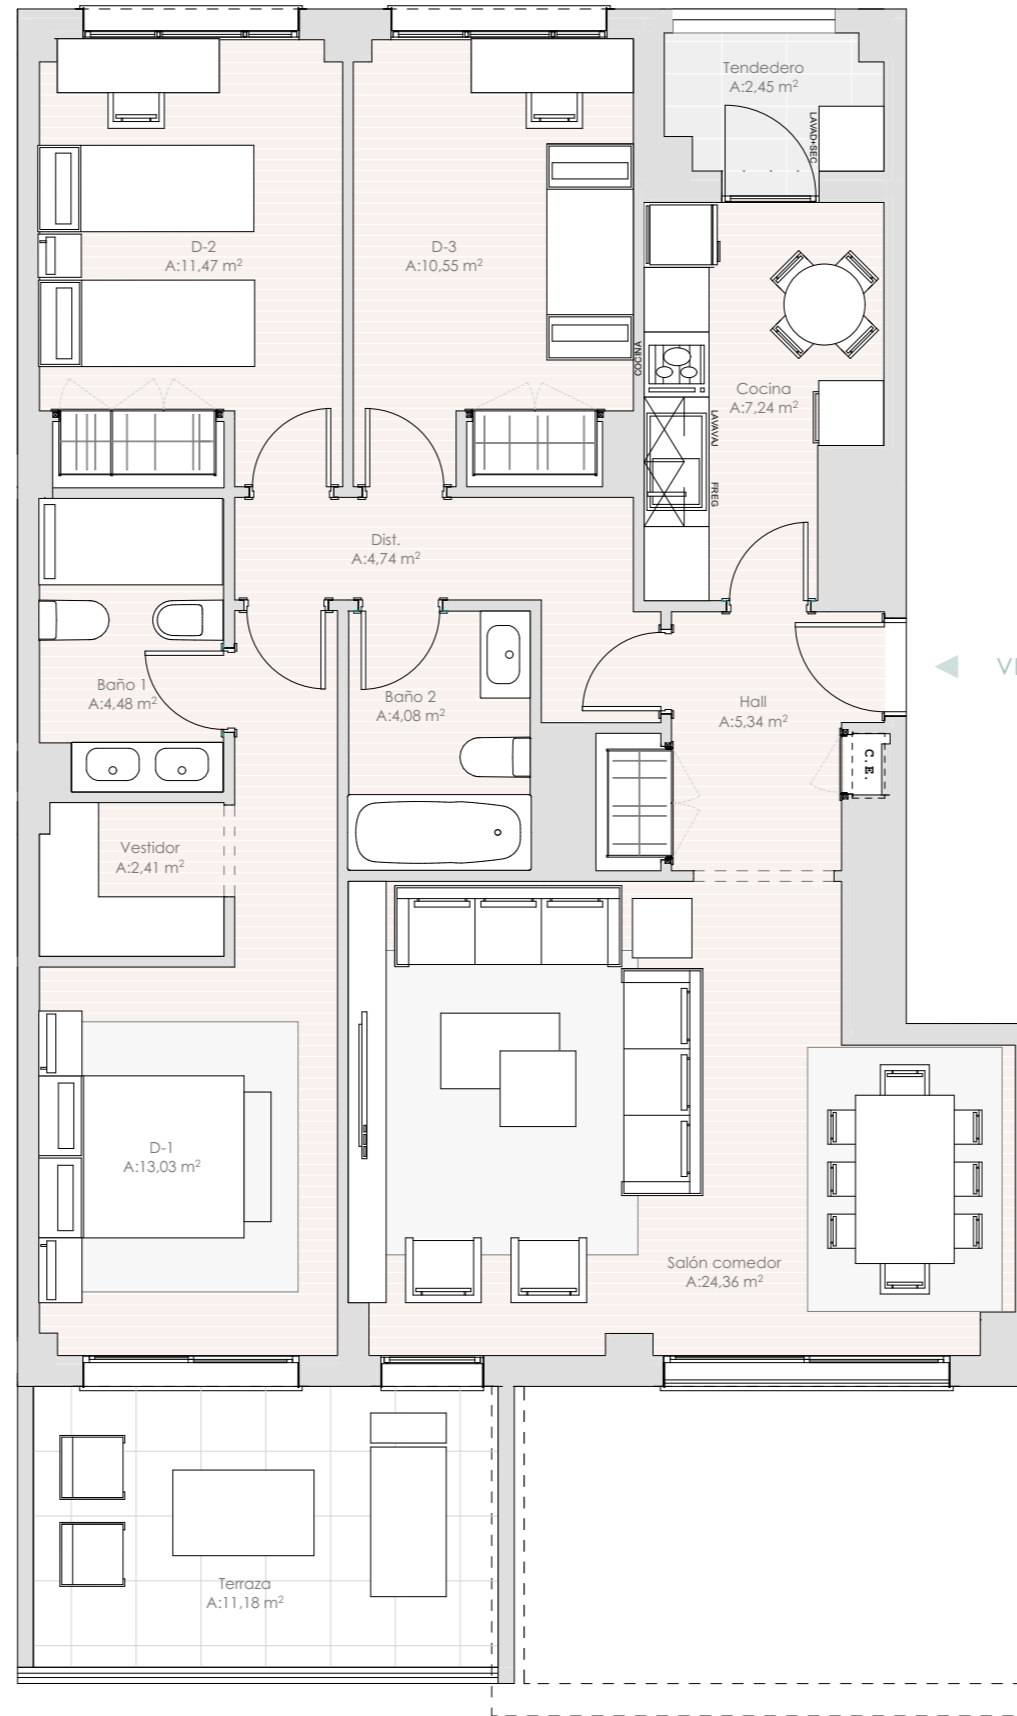 Tendedero
A:2,45 m²
LAVAD+SEC
D-2
A:11,47 m²
D-3
A:10,55 m²
COCINA
Cocina
A:7,24 m²
LAVAVAJ
FREG
Dist.
A:4,74 m²
Baño 1
A:4,48 m²
Baño 2
A:4,08 m²
Hall
A:5,34 m²
C.E.
Vestidor
A:2,41 m²
D-1
A:13,03 m²
Salón comedor
A:24,36 m²
Terraza
A:11,18 m²